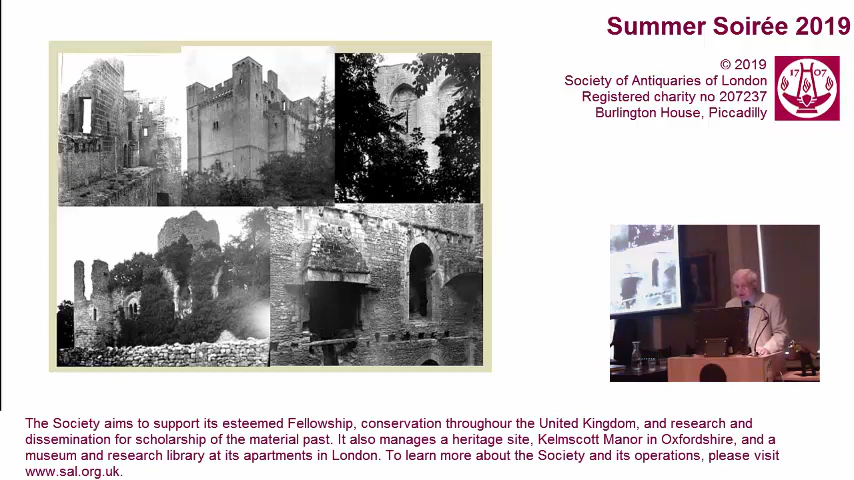 Summer Soirée 2019
© 2019
Society of Antiquaries of London
Registered charity no 207237
Burlington House, Piccadilly
17 07
The Society aims to support its esteemed Fellowship, conservation throughour the United Kingdom, and research and
dissemination for scholarship of the material past. It also manages a heritage site, Kelmscott Manor in Oxfordshire, and a
museum and research library at its apartments in London. To learn more about the Society and its operations, please visit
www.sal.org.uk.